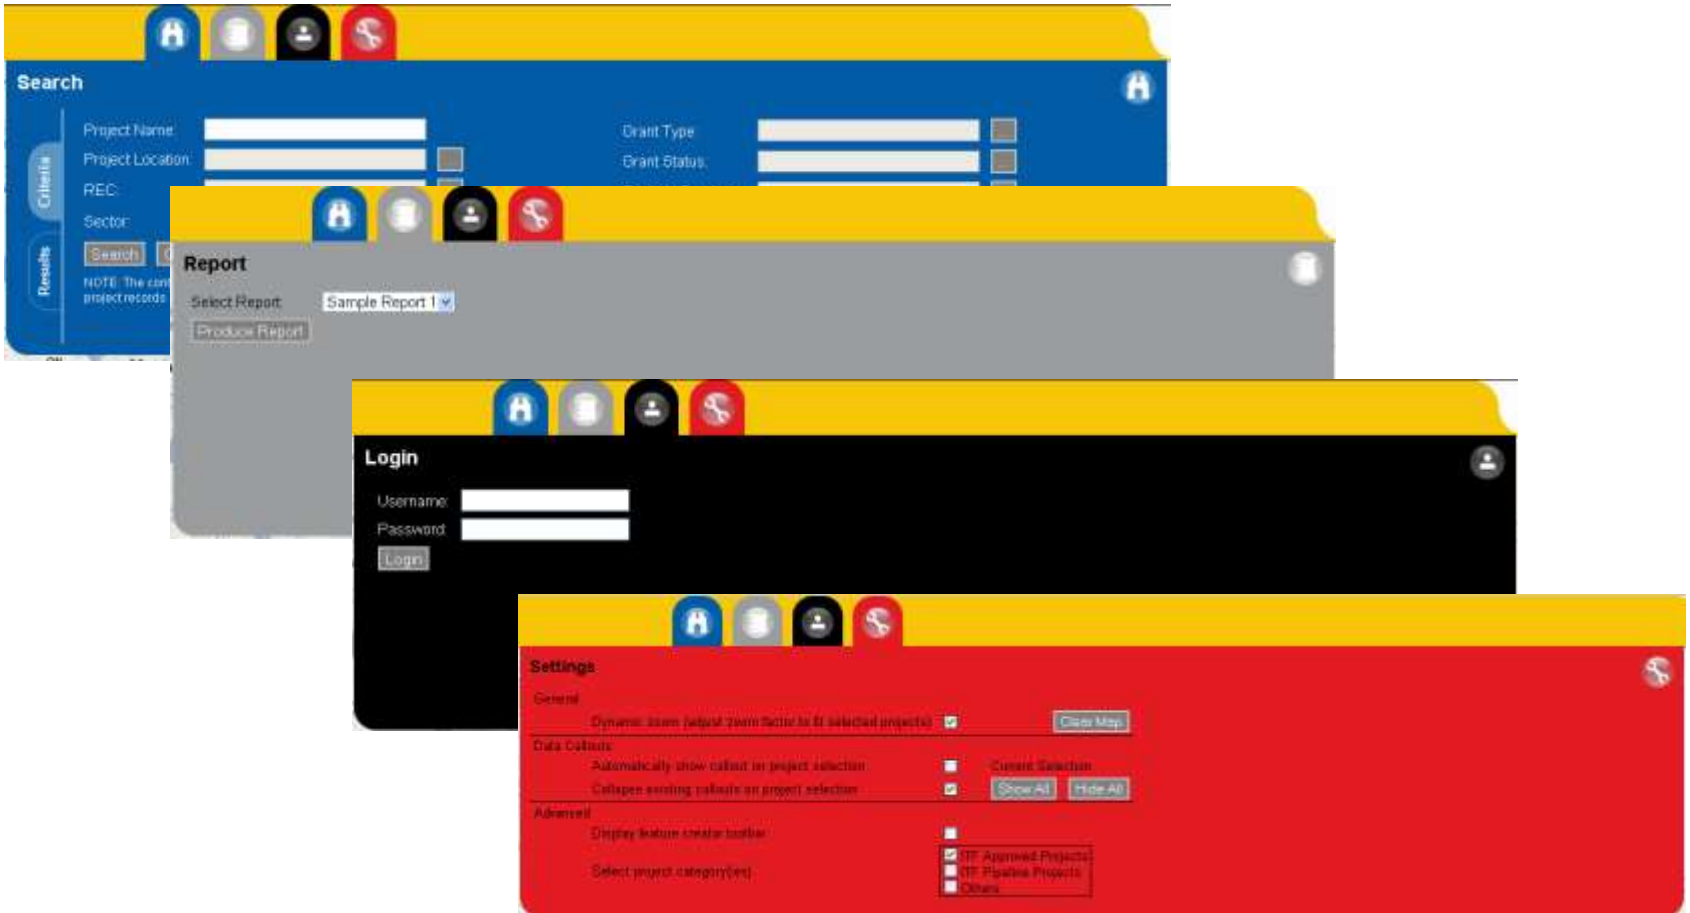 Search
Criteria
Results
Project Name: Grant Type:
Project Location: Grant Status:
REC:
Sector:
Search
NOTE: The cont
project records
Report
Select Report: Sample Report 1
Produce Report
Login
Username:
Password:
Login
Settings
General
Dynamic zoom (adjust zoom factor to fit selected projects) Clear Map
Data Callouts
Automatically show callout on project selection Current Selection
Collapse existing callouts on project selection Show All Hide All
Advanced
Display feature creator toolbar
ITF Approved Projects
Select project category(ies) ITF Pipeline Projects
Others